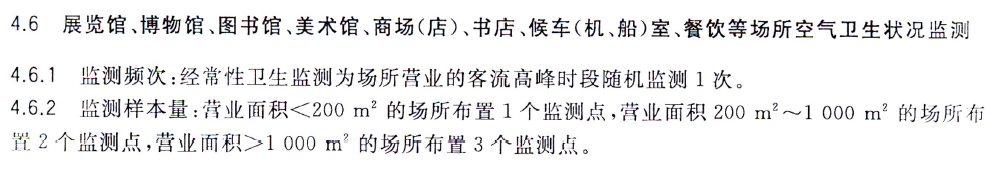 4.6 展览馆、博物馆、图书馆、美术馆、商场(店)、书店、候车(机、船)室、餐饮等场所空气卫生状况监测
4.6.1 监测频次:经常性卫生监测为场所营业的客流高峰时段随机监测1次。
4.6.2 监测样本量:营业面积<200 m² 的场所布置1个监测点,营业面积 200 m²~1 000 m² 的场所布
置2个监测点,营业面积>1 000 m² 的场所布置3个监测点。